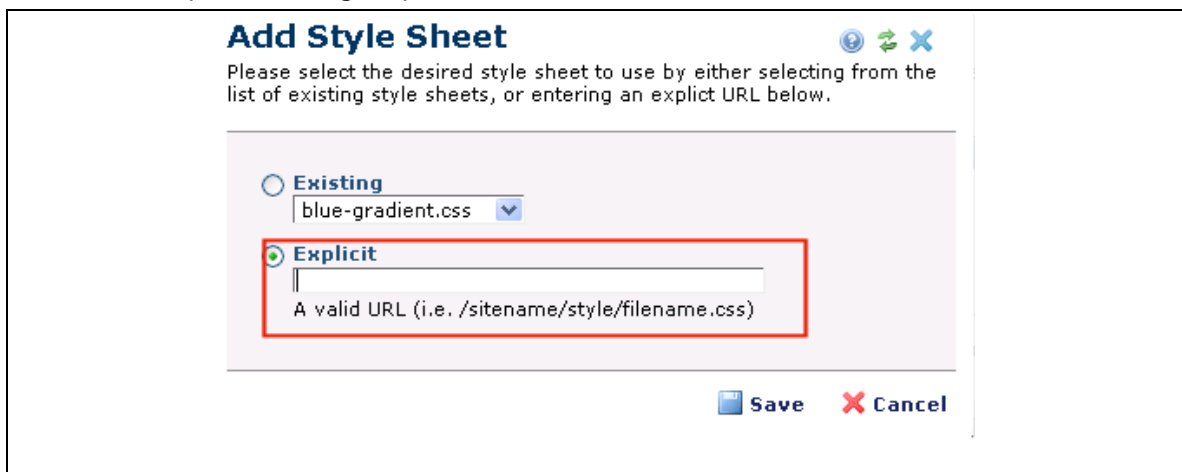 Add Style Sheet
Please select the desired style sheet to use by either selecting from the
list of existing style sheets, or entering an explict URL below.
Existing
blue-gradient.css
Explicit
A valid URL (i.e. /sitename/style/filename.css)
Save Cancel